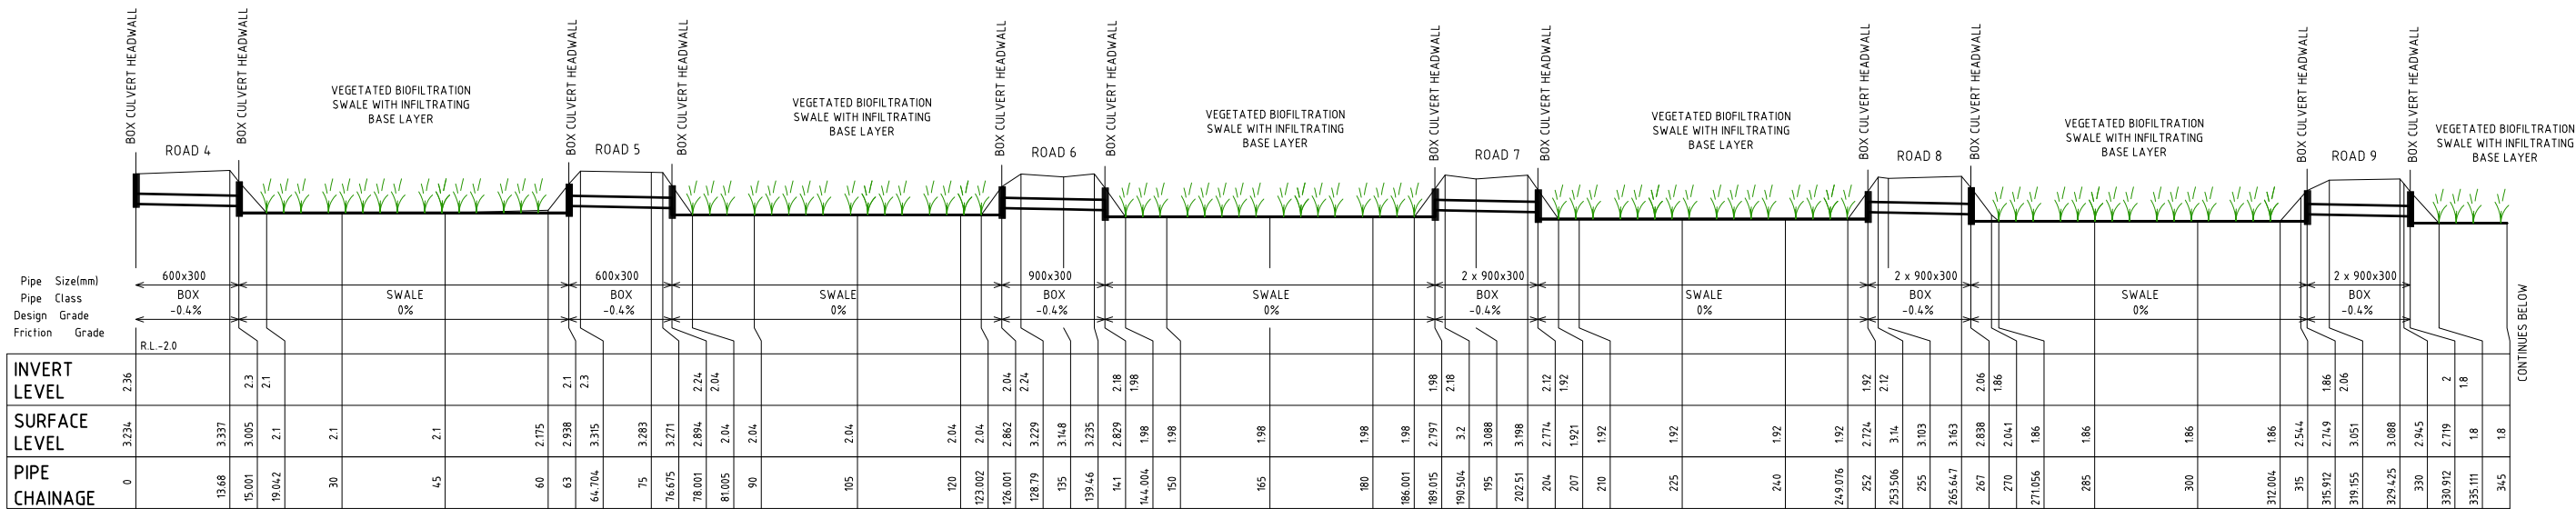 BOX CULVERT HEADWALL
BOX CULVERT HEADWALL
BOX CULVERT HEADWALL
BOX CULVERT HEADWALL
BOX CULVERT HEADWALL
BOX CULVERT HEADWALL
BOX CULVERT HEADWALL
BOX CULVERT HEADWALL
BOX CULVERT HEADWALL
BOX CULVERT HEADWALL
BOX CULVERT HEADWALL
BOX CULVERT HEADWALL
ROAD 4
VEGETATED BIOFILTRATION
SWALE WITH INFILTRATING
BASE LAYER
ROAD 5
VEGETATED BIOFILTRATION
SWALE WITH INFILTRATING
BASE LAYER
ROAD 6
VEGETATED BIOFILTRATION
SWALE WITH INFILTRATING
BASE LAYER
ROAD 7
VEGETATED BIOFILTRATION
SWALE WITH INFILTRATING
BASE LAYER
ROAD 8
VEGETATED BIOFILTRATION
SWALE WITH INFILTRATING
BASE LAYER
ROAD 9
VEGETATED BIOFILTRATION
SWALE WITH INFILTRATING
BASE LAYER
Pipe Size(mm) 600x300 600x300 900x300 2 x 900x300 2 x 900x300 2 x 900x300
Pipe Class BOX SWALE BOX SWALE BOX SWALE BOX SWALE BOX SWALE BOX
Design Grade -0.4% 0% -0.4% 0% -0.4% 0% -0.4% 0% -0.4% 0% -0.4%
Friction Grade
R.L.-2.0
CONTINUES BELOW
INVERT LEVEL 2.36 2.3 2.1 2.1 2.3 2.24 2.04 2.04 2.24 2.18 1.98 1.98 2.18 2.12 1.92 1.92 2.12 2.06 1.86 1.86 2.06 2 1.8
SURFACE LEVEL 3.234 3.337 3.005 2.1 2.1 2.1 2.175 2.938 3.315 3.283 3.271 2.894 2.04 2.04 2.04 2.04 2.04 2.862 3.229 3.148 3.235 2.829 1.98 1.98 1.98 1.98 1.98 2.797 3.2 3.088 3.198 2.774 1.921 1.92 1.92 1.92 1.92 2.724 3.14 3.103 3.163 2.838 2.041 1.86 1.86 1.86 1.86 2.544 2.749 3.051 3.088 2.945 2.719 1.8 1.8
PIPE CHAINAGE 0 13.68 15.001 19.042 30 45 60 63 64.704 75 76.675 78.001 81.005 90 105 120 123.002 126.001 128.79 135 139.46 141 144.004 150 165 180 186.001 189.015 190.504 195 202.51 204 207 210 225 240 249.076 252 253.506 255 265.647 267 270 271.056 285 300 312.004 315 315.912 319.155 329.425 330 330.912 335.111 345